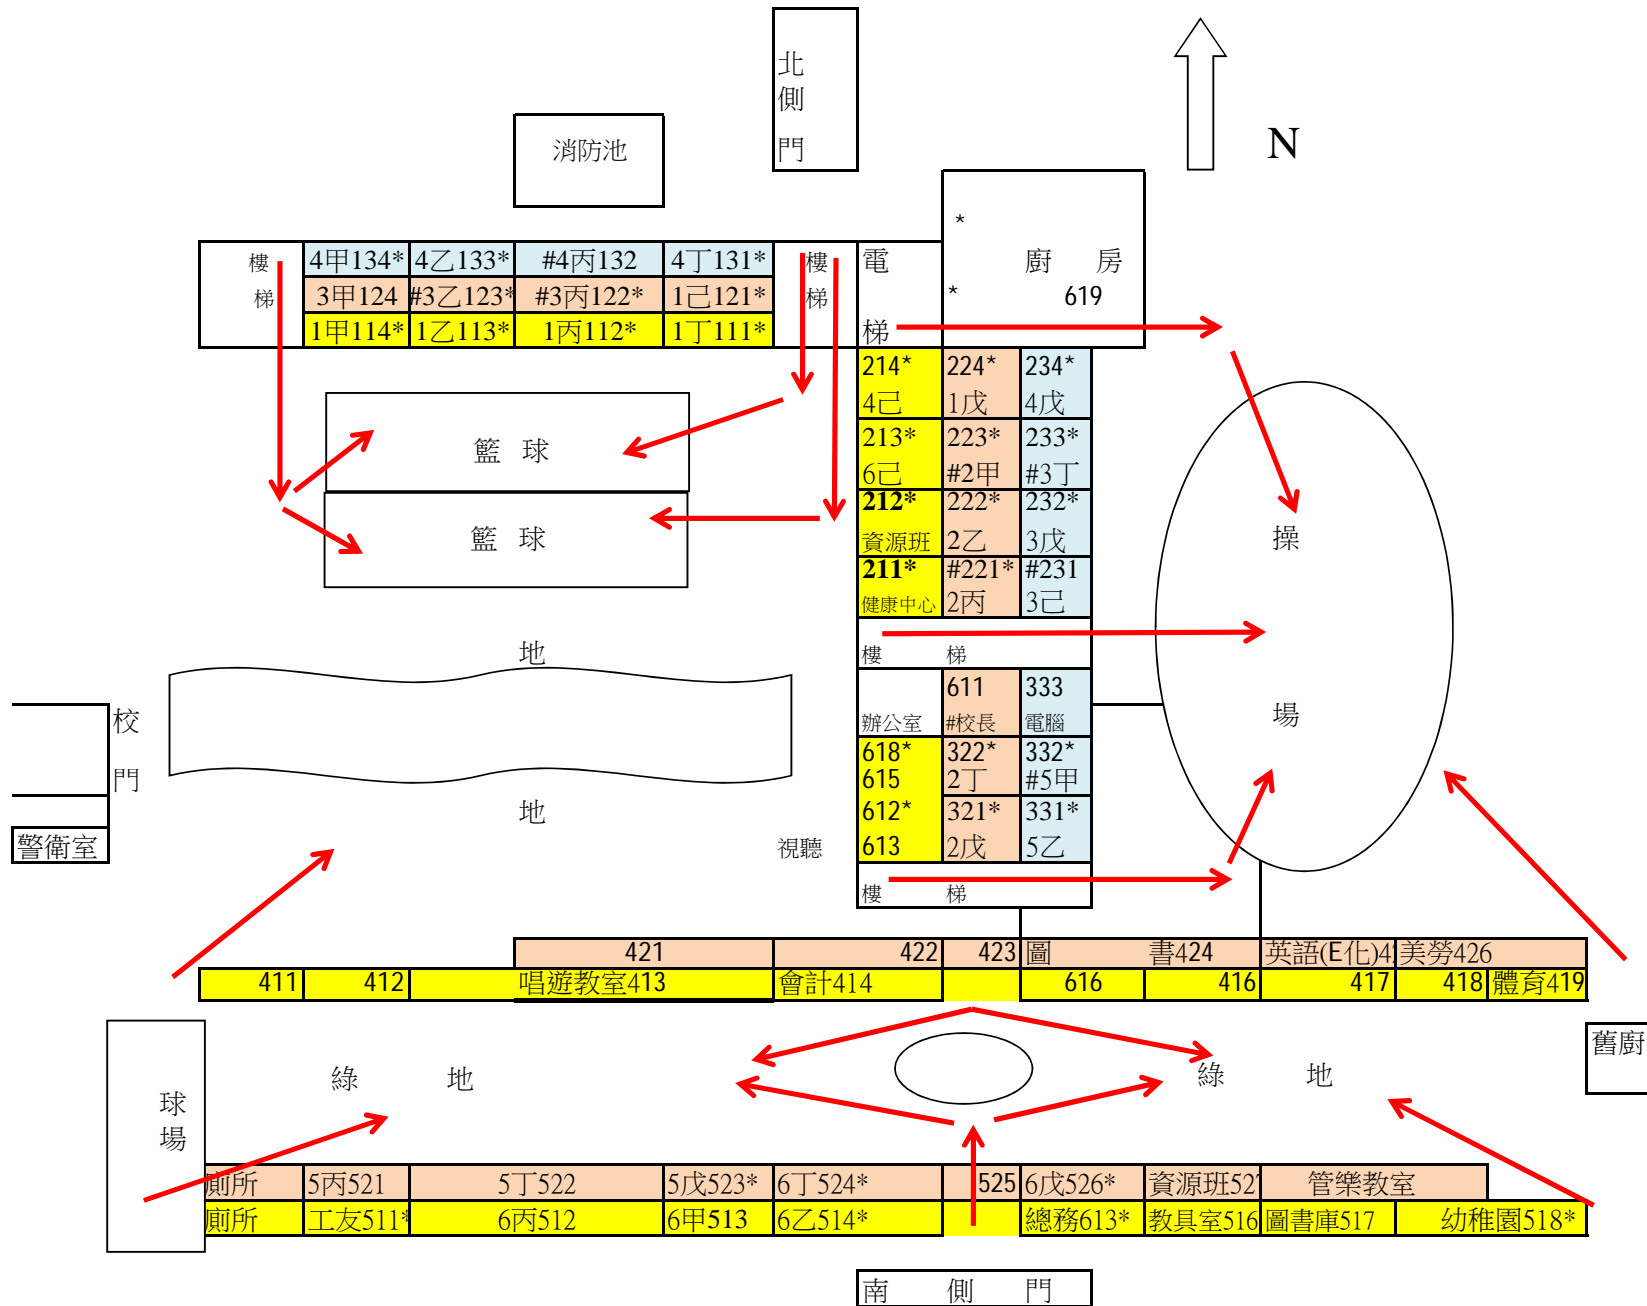 北
側
門
N
消防池
*
廚 房
* 619
樓 4甲134* 4乙133* #4丙132 4丁131* 樓 電
梯 3甲124 #3乙123* #3丙122* 1己121* 梯
1甲114* 1乙113* 1丙112* 1丁111* 梯
214* 224* 234*
4己 1戊 4戊
籃 球
213* 223* 233*
6己 #2甲 #3丁
籃 球
212* 222* 232*
資源班 2乙 3戊
211* #221* #231
健康中心 2丙 3己
操
場
地
樓 梯
611 333
辦公室 #校長 電腦
校
門
618* 322* 332*
615 2丁 #5甲
地
612* 321* 331*
613 2戊 5乙
視聽
警衛室
樓 梯
421 422 423 圖 書424 英語(E化)4 美勞426
411 412 唱遊教室413 會計414 616 416 417 418 體育419
舊廚
球
場
綠 地
綠 地
廁所 5丙521 5丁522 5戊523* 6丁524* 525 6戊526* 資源班52 管樂教室
廁所 工友511* 6丙512 6甲513 6乙514* 總務613* 教具室516 圖書庫517 幼稚園518*
南 側 門